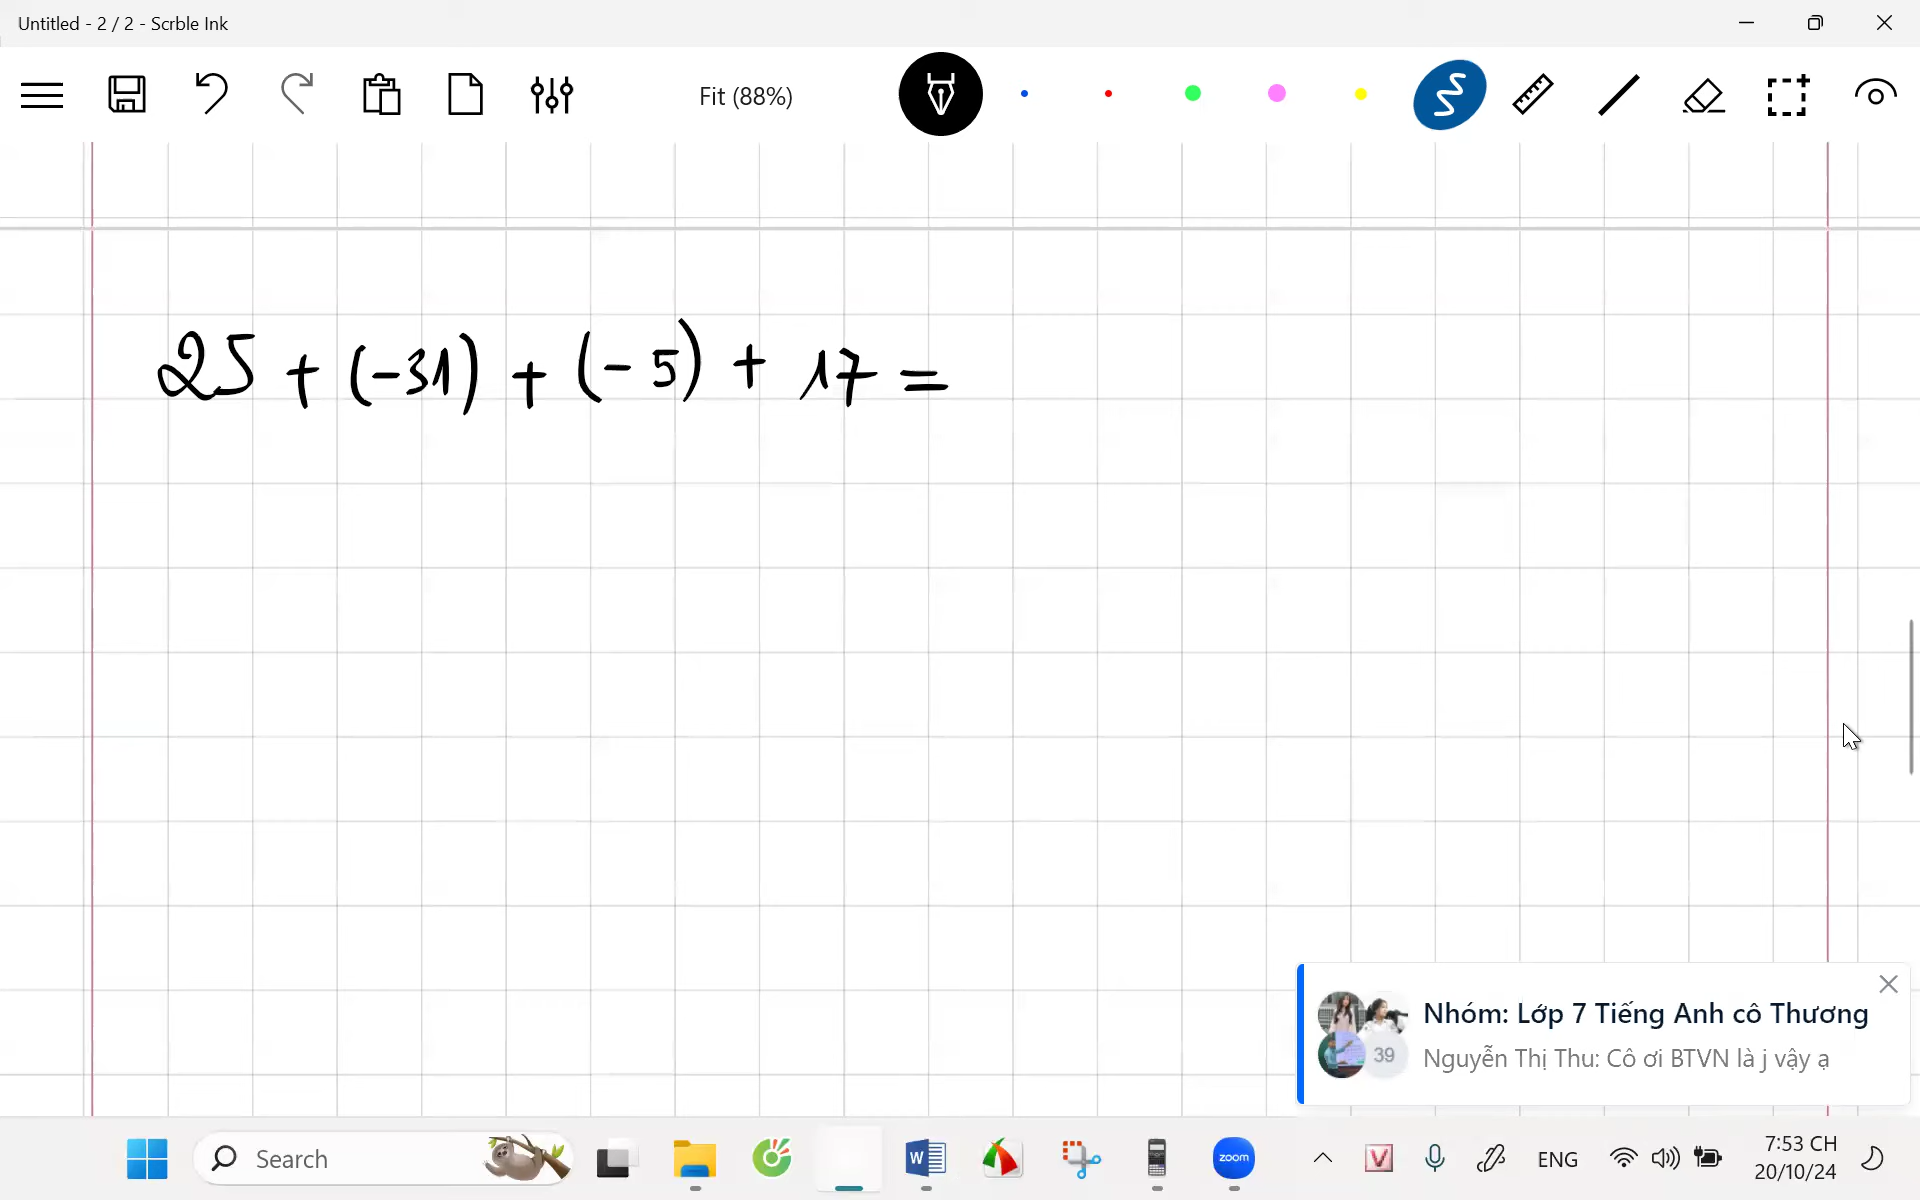 Untitled - 2 / 2 - Scrble Ink
Fit (88%)
25 + (-31) + (-5) + 17 =
Nhóm: Lớp 7 Tiếng Anh cô Thương
39
Nguyễn Thị Thu: Cô ơi BTVN là j vậy ạ
Search
W
zoom
V
ENG
7:53 CH
20/10/24